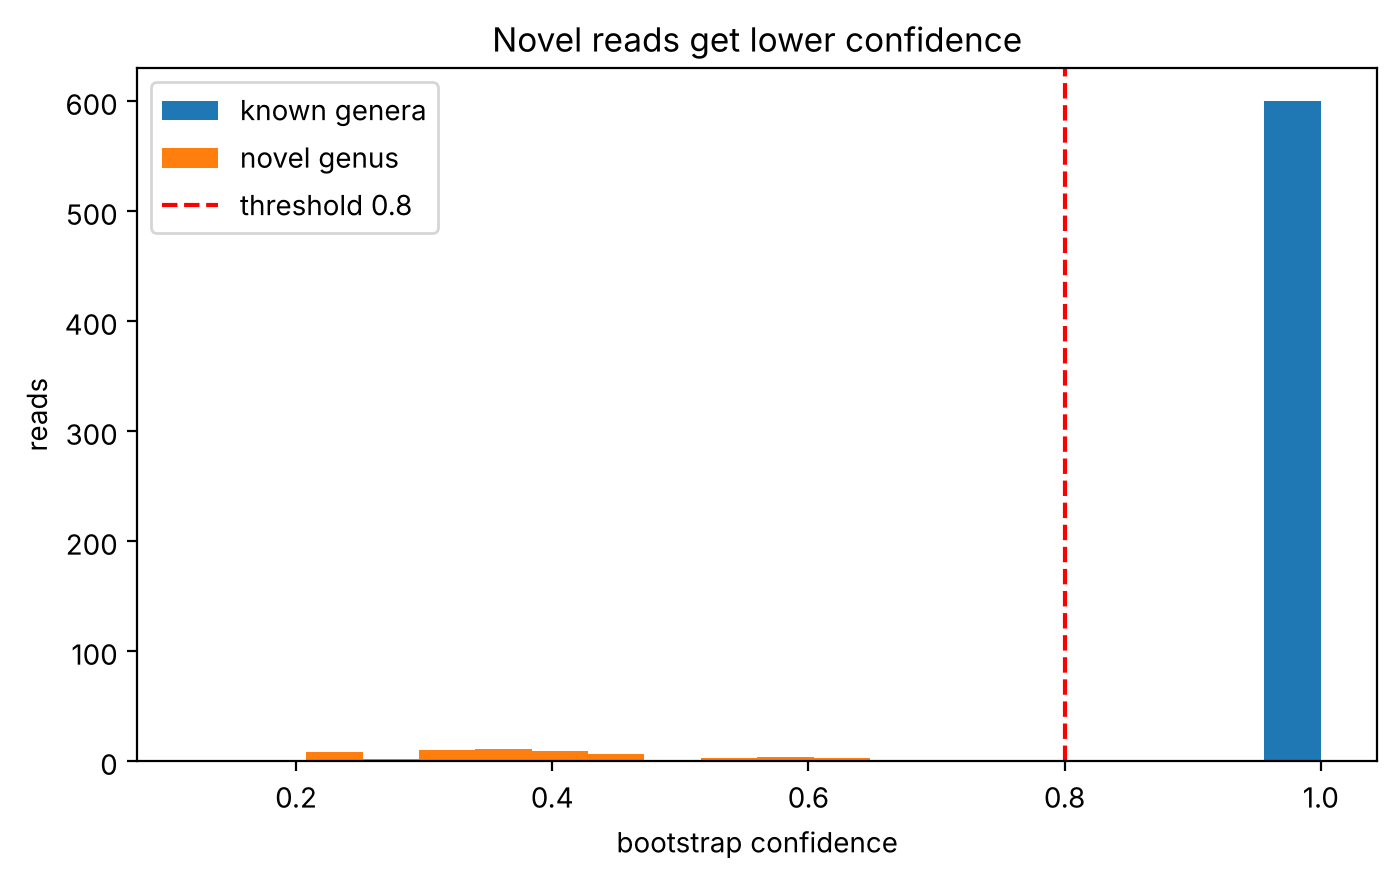 Novel reads get lower confidence
known genera
novel genus
threshold 0.8
600
500
400
300
200
100
0
reads
0.2 0.4 0.6 0.8 1.0
bootstrap confidence